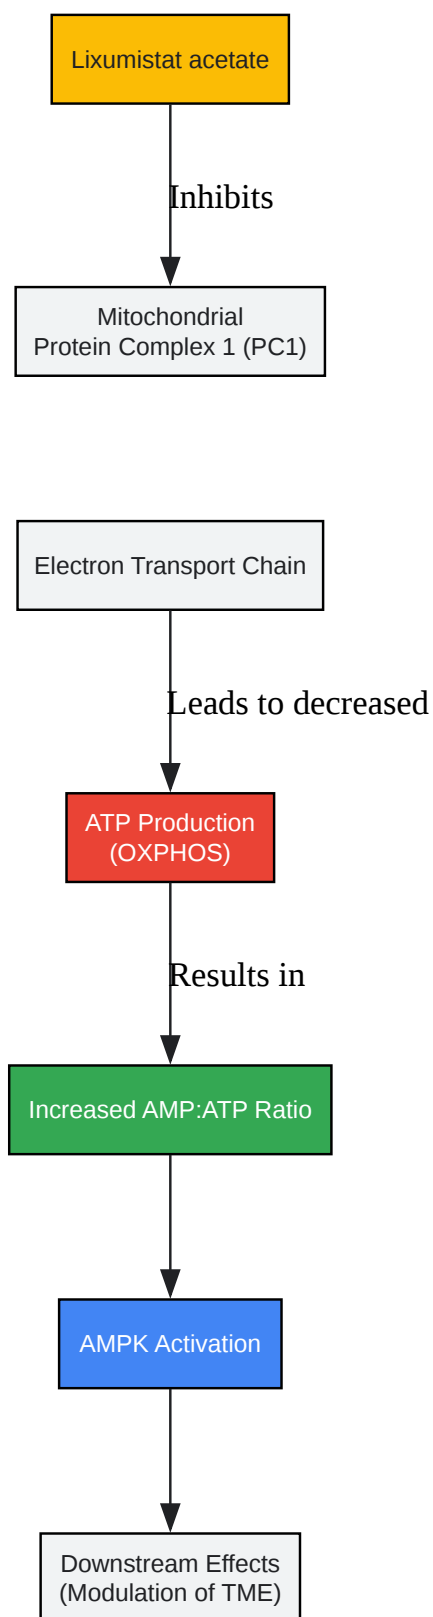 Lixumistat acetate
Inhibits
Mitochondrial
Protein Complex 1 (PC1)
Electron Transport Chain
Leads to decreased
ATP Production
(OXPHOS)
Results in
Increased AMP:ATP Ratio
AMPK Activation
Downstream Effects
(Modulation of TME)